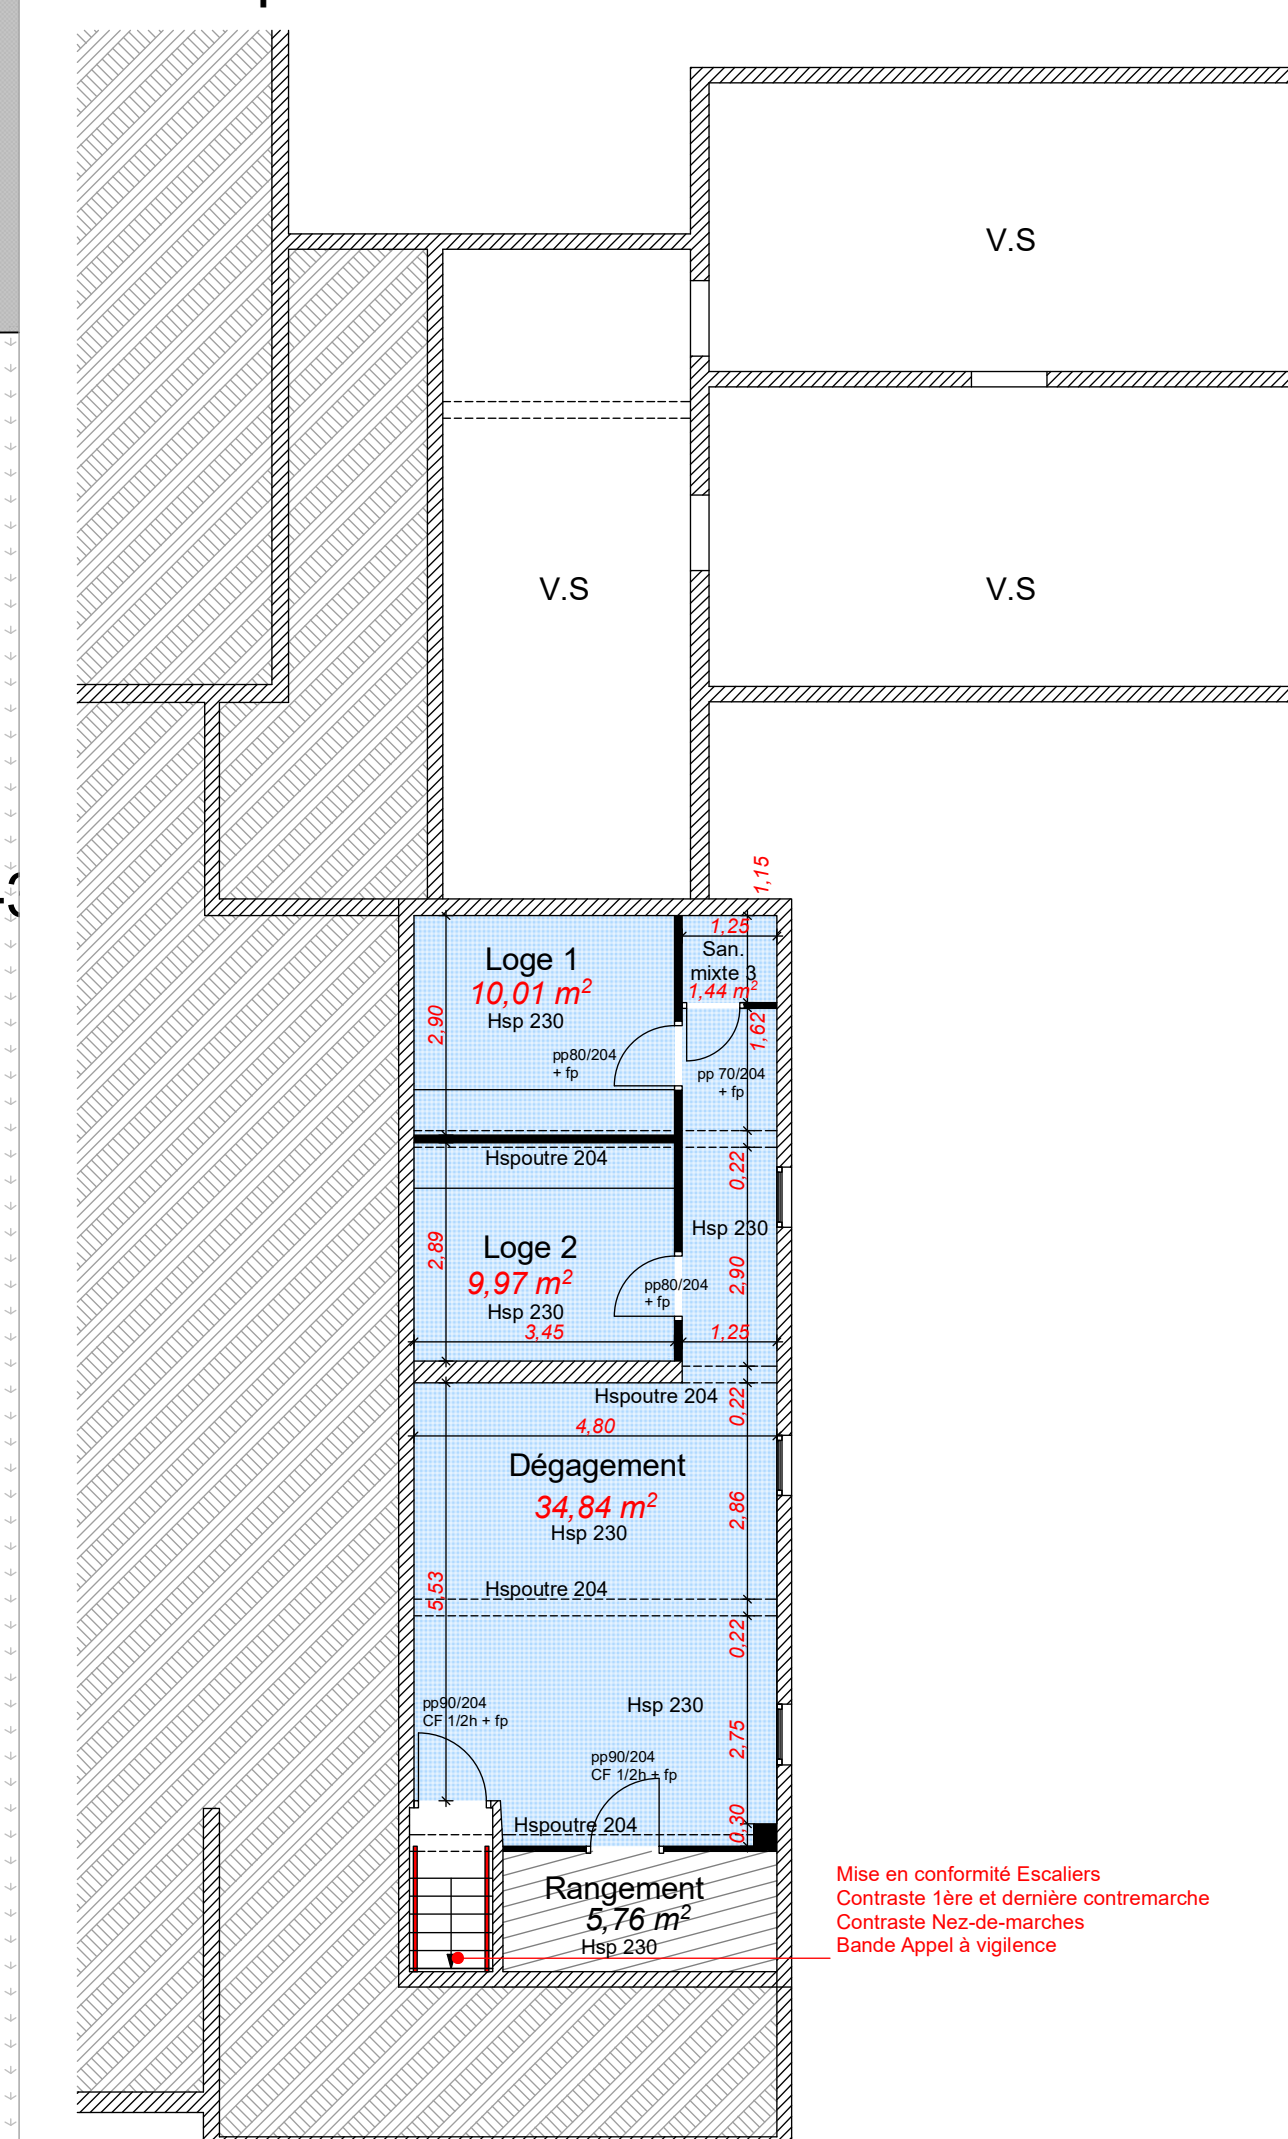 V.S
V.S
V.S
1,15
1,25
Loge 1
10,01 m²
Hsp 230
San.
mixte 3
1,44 m²
2,90
1,62
pp80/204
+ fp
pp 70/204
+ fp
Hspoutre 204
0,22
Hsp 230
Loge 2
9,97 m²
Hsp 230
2,89
2,90
pp80/204
+ fp
3,45
1,25
Hspoutre 204
0,22
4,80
Dégagement
34,84 m²
Hsp 230
2,86
Hspoutre 204
5,53
0,22
Hsp 230
pp90/204
CF 1/2h + fp
2,75
pp90/204
CF 1/2h + fp
Hspoutre 204
0,30
Rangement
5,76 m²
Hsp 230
Mise en conformité Escaliers
Contraste 1ère et dernière contremarche
Contraste Nez-de-marches
Bande Appel à vigilence